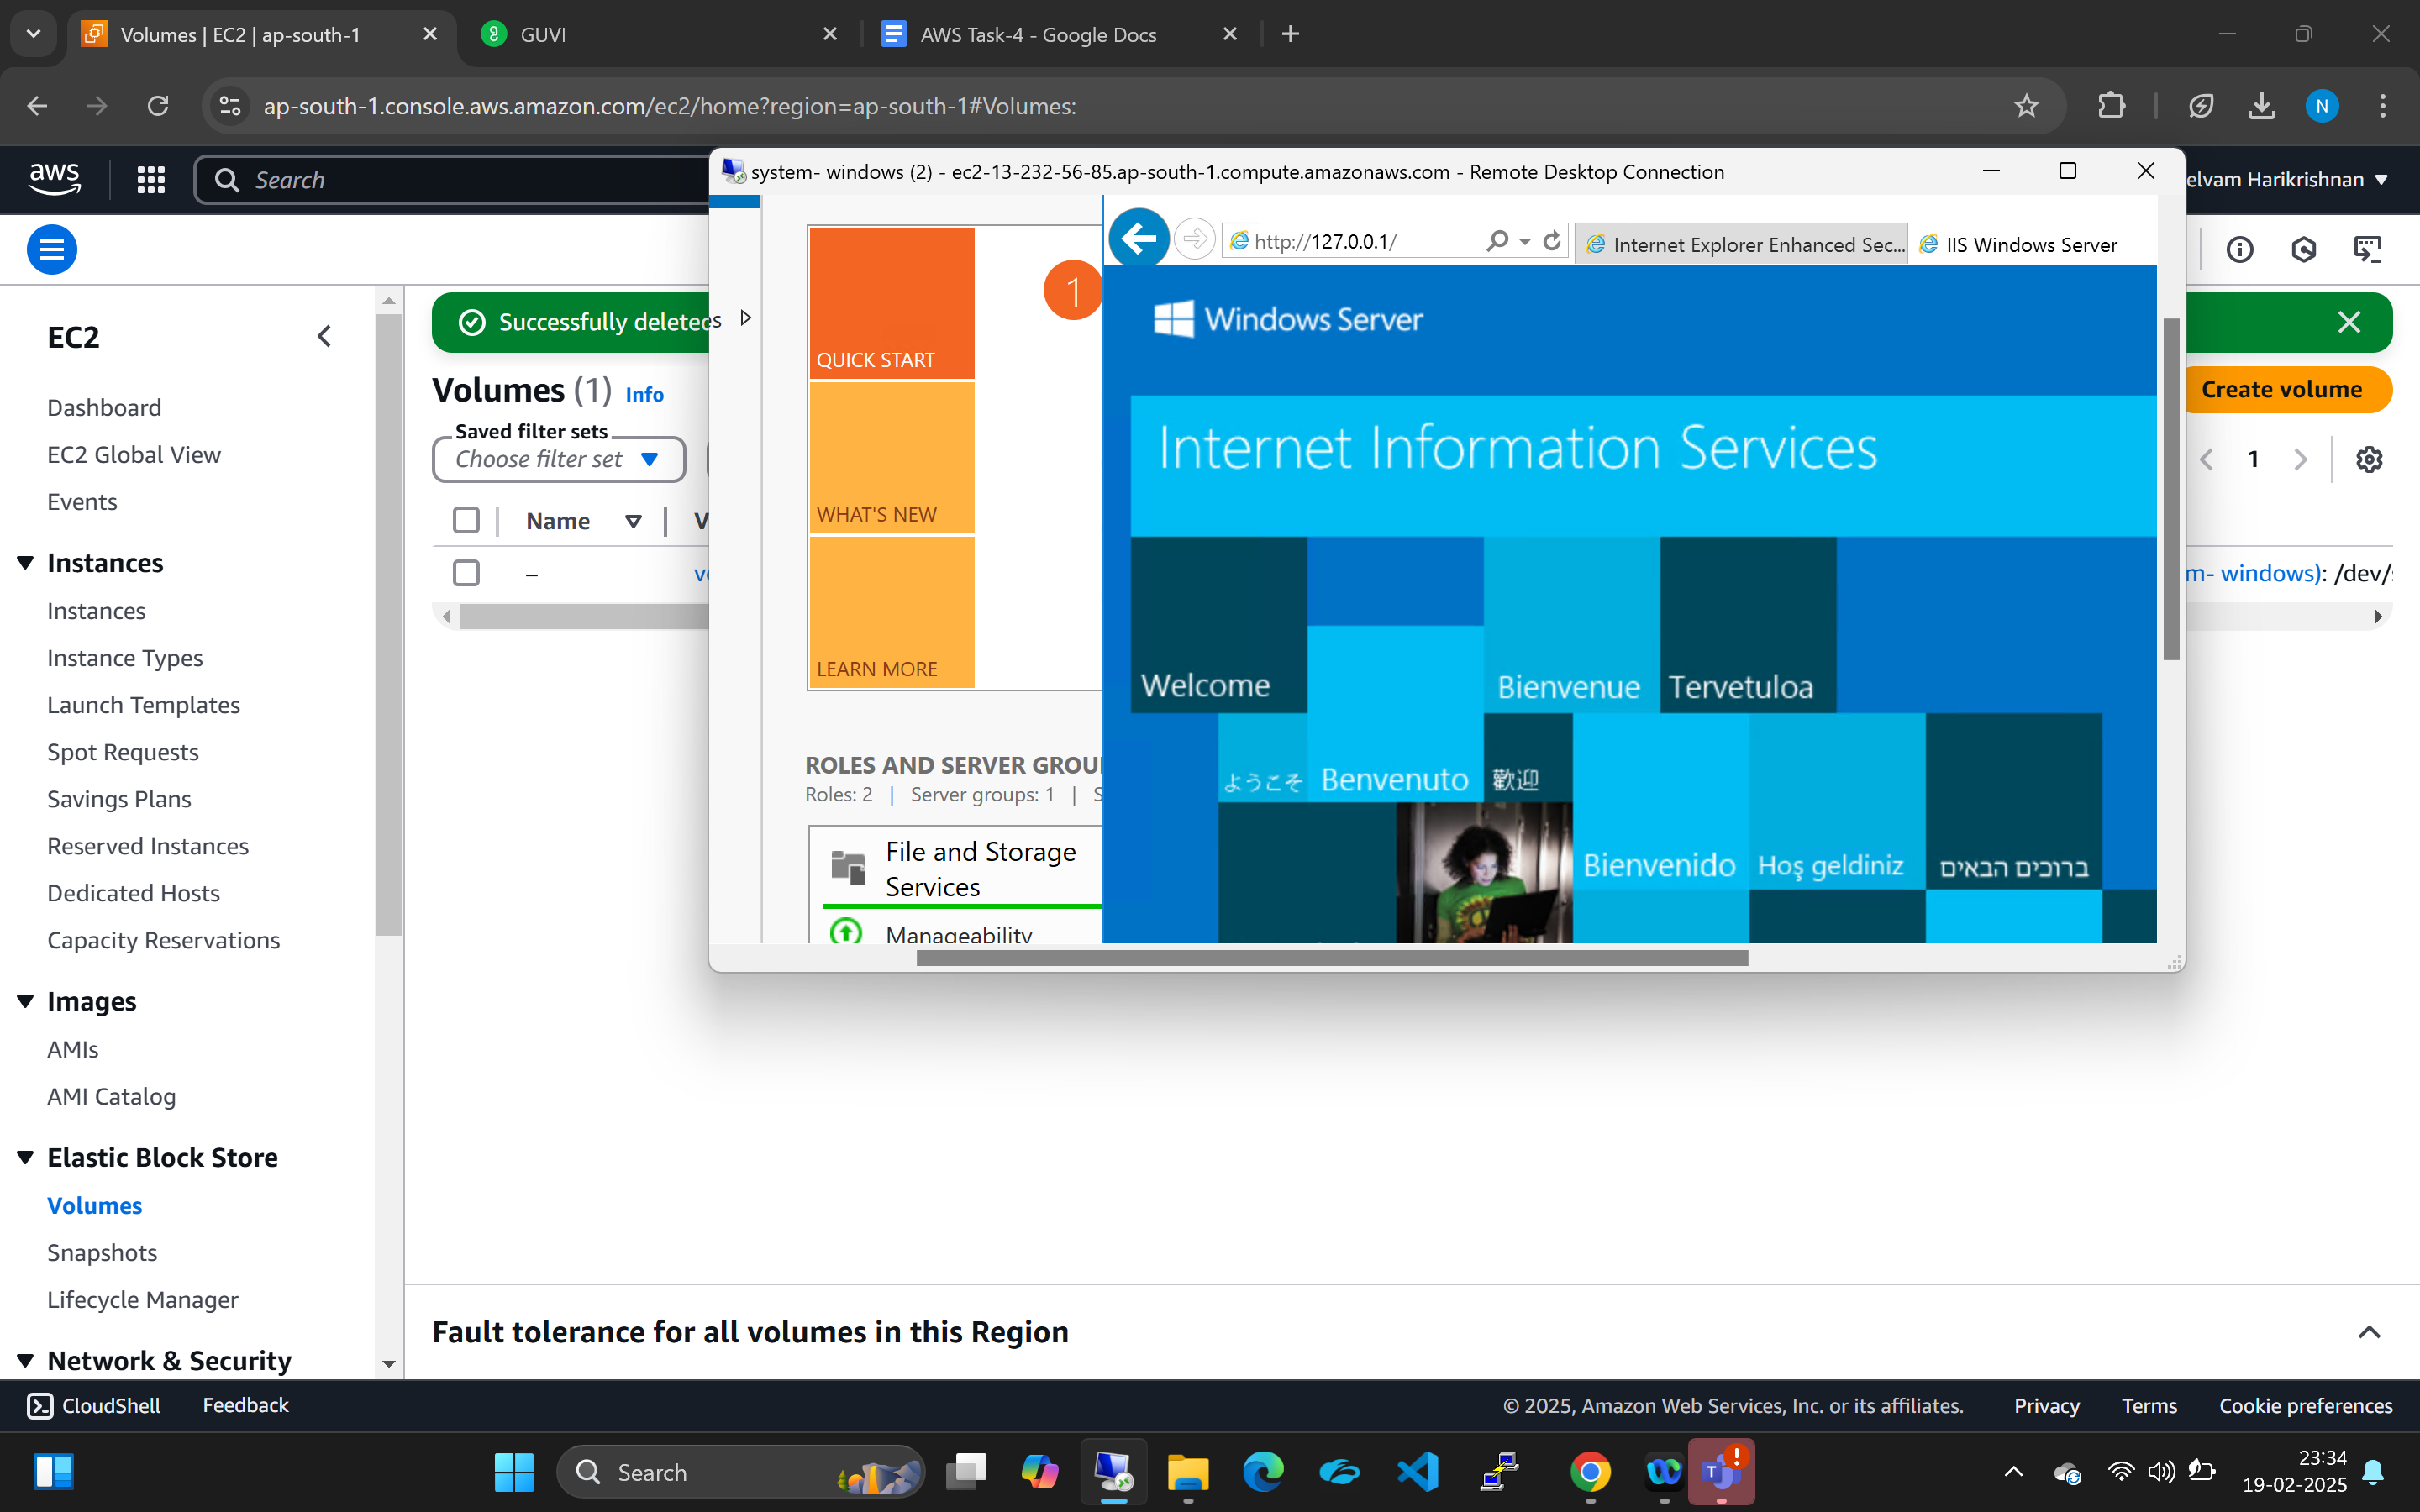 Volumes | EC2 | ap-south-1
GUVI
AWS Task-4 - Google Docs
ap-south-1.console.aws.amazon.com/ec2/home?region=ap-south-1#Volumes:
N
aws
Search
elvam Harikrishnan
system- windows (2) - ec2-13-232-56-85.ap-south-1.compute.amazonaws.com - Remote Desktop Connection
http://127.0.0.1/
Internet Explorer Enhanced Sec...
IIS Windows Server
EC2
Dashboard
EC2 Global View
Events
Instances
Instances
Instance Types
Launch Templates
Spot Requests
Savings Plans
Reserved Instances
Dedicated Hosts
Capacity Reservations
Images
AMIs
AMI Catalog
Elastic Block Store
Volumes
Snapshots
Lifecycle Manager
Network & Security
Successfully deleted
Volumes (1) Info
Saved filter sets
Choose filter set
Create volume
1
Name
V
–
m- windows): /dev/
QUICK START
WHAT'S NEW
LEARN MORE
1
ROLES AND SERVER GROU
Roles: 2 | Server groups: 1 | S
File and Storage
Services
Manageability
Windows Server
Internet Information Services
Welcome
Bienvenue
Tervetuloa
ようこそ
Benvenuto
歡迎
Bienvenido
Hoş geldiniz
ברוכים הבאים
Fault tolerance for all volumes in this Region
CloudShell
Feedback
© 2025, Amazon Web Services, Inc. or its affiliates.
Privacy
Terms
Cookie preferences
Search
23:34
19-02-2025